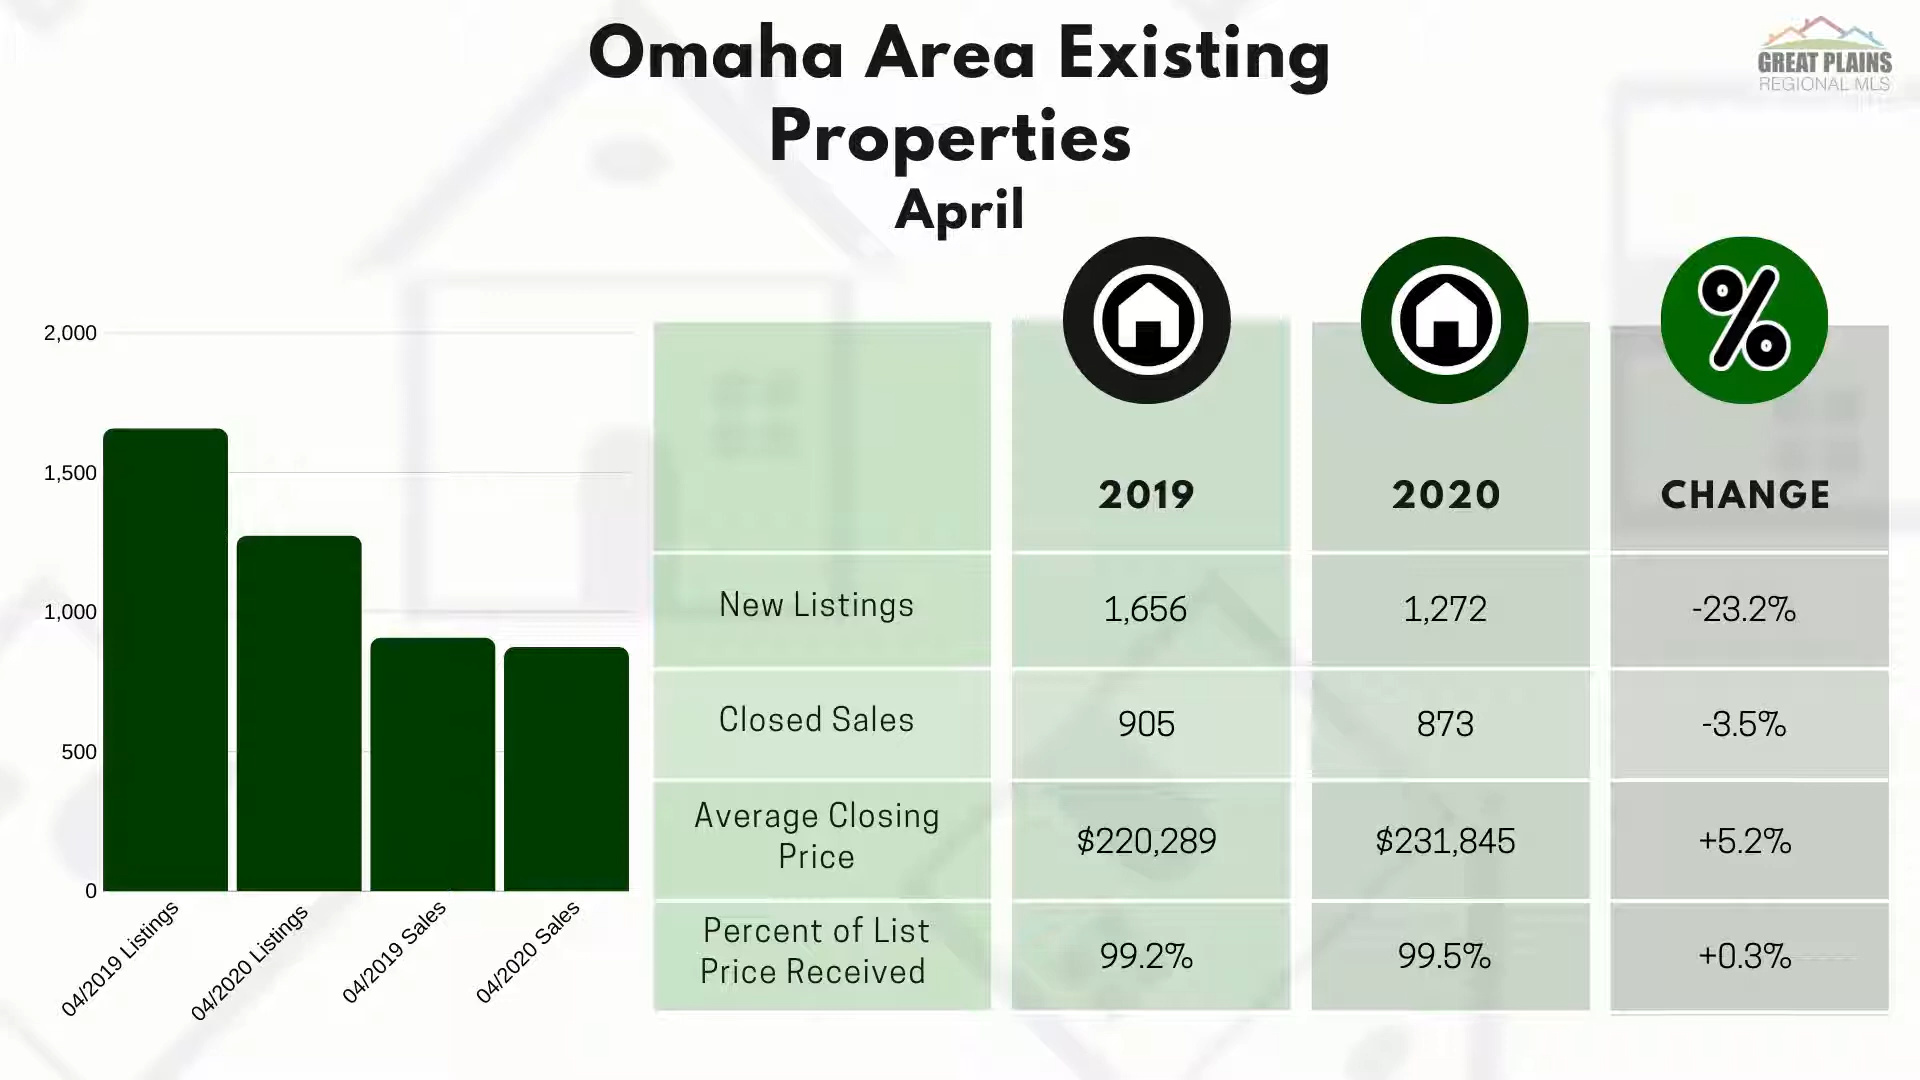 Omaha Area Existing
Properties
April
GREAT PLAINS
REGIONAL MLS
2,000
1,500
1,000
500
0
04/2019 Listings
04/2020 Listings
04/2019 Sales
04/2020 Sales
%
2019 2020 CHANGE
New Listings 1,656 1,272 -23.2%
Closed Sales 905 873 -3.5%
Average Closing
Price $220,289 $231,845 +5.2%
Percent of List
Price Received 99.2% 99.5% +0.3%